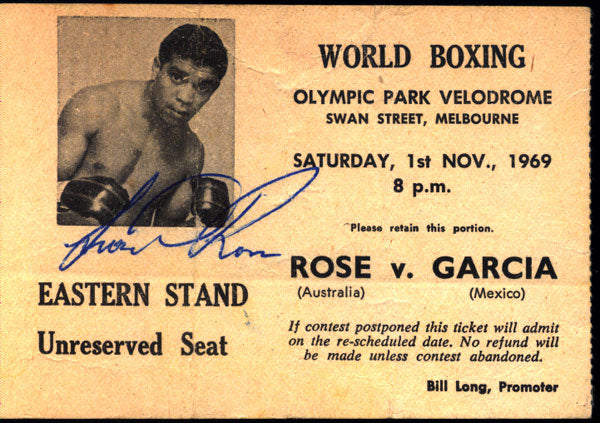 WORLD BOXING
OLYMPIC PARK VELODROME
SWAN STREET, MELBOURNE
SATURDAY, 1st NOV., 1969
8 p.m.
Please retain this portion.
ROSE v. GARCIA
(Australia) (Mexico)
If contest postponed this ticket will admit
on the re-scheduled date. No refund will
be made unless contest abandoned.
Bill Long, Promoter
EASTERN STAND
Unreserved Seat